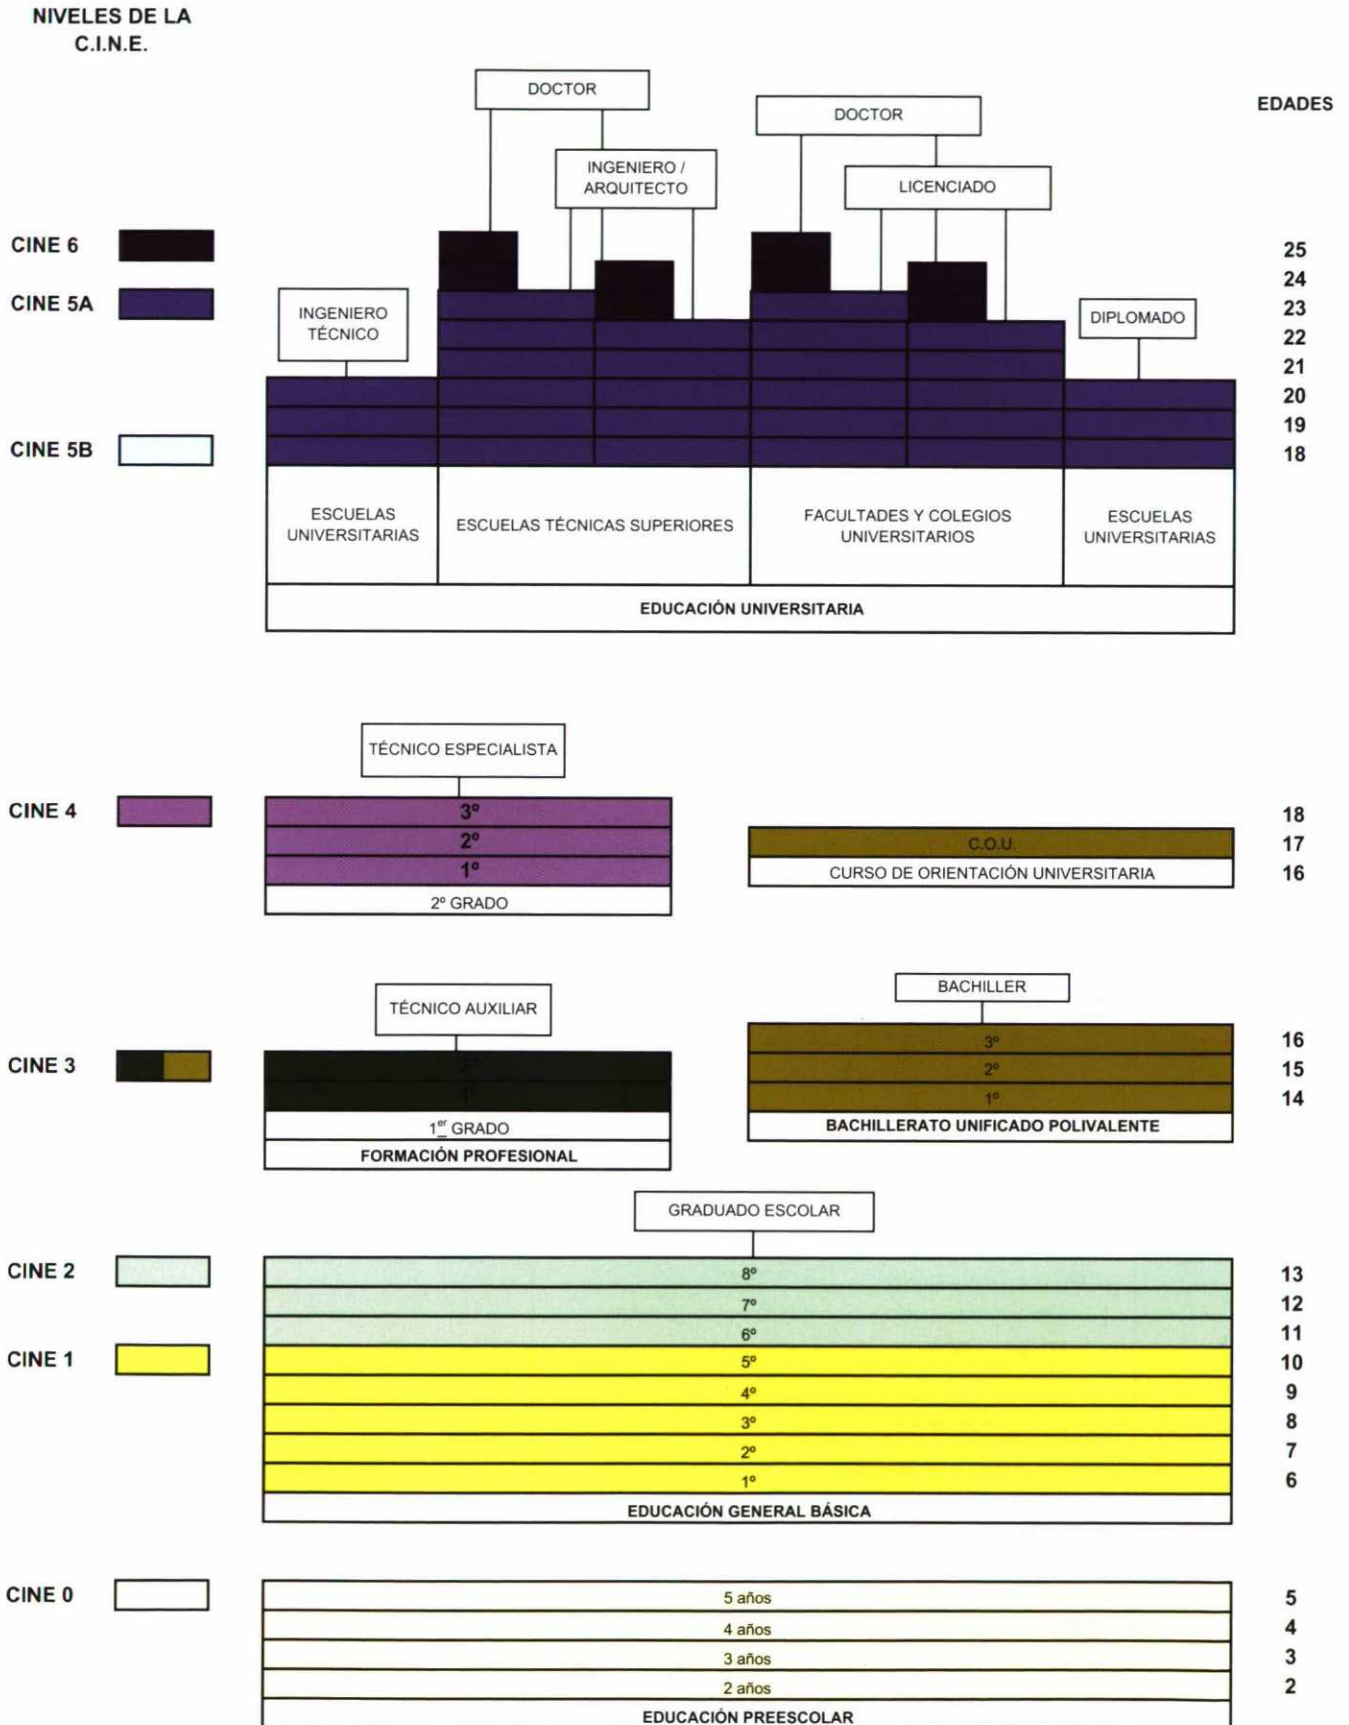 NIVELES DE LA
C.I.N.E.
EDADES
DOCTOR
DOCTOR
INGENIERO /
ARQUITECTO
LICENCIADO
CINE 6
25
24
CINE 5A
23
INGENIERO
TÉCNICO
DIPLOMADO
22
21
20
19
CINE 5B
18
ESCUELAS
UNIVERSITARIAS
ESCUELAS TÉCNICAS SUPERIORES
FACULTADES Y COLEGIOS
UNIVERSITARIOS
ESCUELAS
UNIVERSITARIAS
EDUCACIÓN UNIVERSITARIA
TÉCNICO ESPECIALISTA
CINE 4
3º
18
2º
C.O.U.
17
1º
CURSO DE ORIENTACIÓN UNIVERSITARIA
16
2º GRADO
BACHILLER
TÉCNICO AUXILIAR
3º
16
CINE 3
2º
2º
15
1º
14
1er GRADO
BACHILLERATO UNIFICADO POLIVALENTE
FORMACIÓN PROFESIONAL
GRADUADO ESCOLAR
CINE 2
8º
13
7º
12
6º
11
CINE 1
5º
10
4º
9
3º
8
2º
7
1º
6
EDUCACIÓN GENERAL BÁSICA
CINE 0
5 años
5
4 años
4
3 años
3
2 años
2
EDUCACIÓN PREESCOLAR